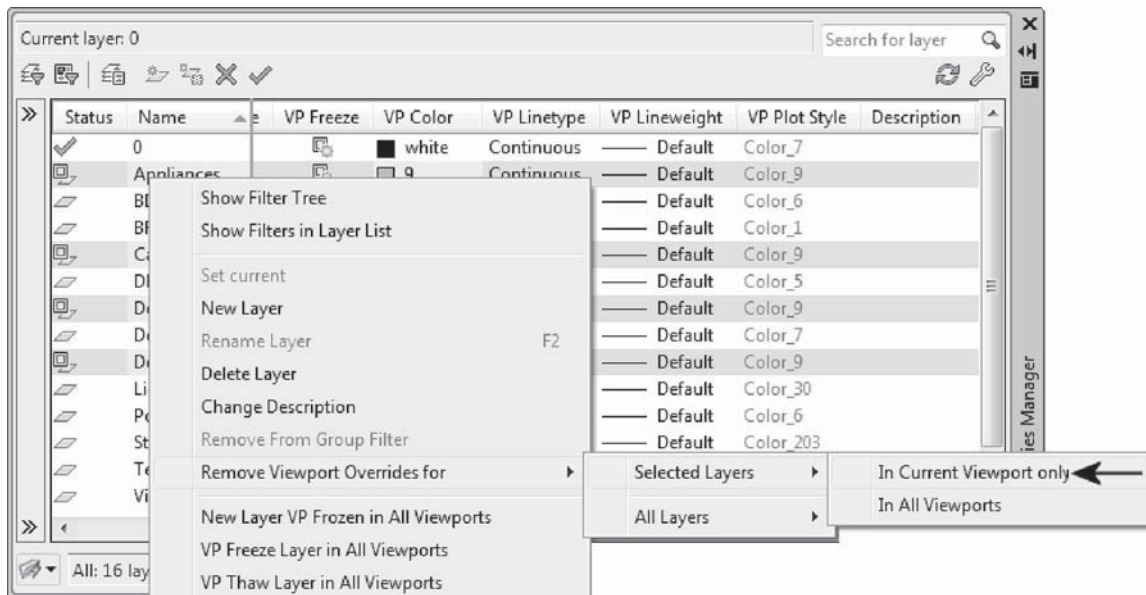 Current layer: 0
Search for layer
Status Name e VP Freeze VP Color VP Linetype VP Lineweight VP Plot Style Description
0 white Continuous Default Color_7
Appliances 9 Continuous Default Color_9
Default Color_6
Default Color_1
Ca Default Color_9
Default Color_5
Default Color_9
Default Color_7
Default Color_9
Li Default Color_30
Default Color_6
St Default Color_203
Te
Vi
Show Filter Tree
Show Filters in Layer List
Set current
New Layer
Rename Layer F2
Delete Layer
Change Description
Remove From Group Filter
Remove Viewport Overrides for
New Layer VP Frozen in All Viewports
VP Freeze Layer in All Viewports
VP Thaw Layer in All Viewports
Selected Layers
All Layers
In Current Viewport only
In All Viewports
All: 16 lay
ies Manager